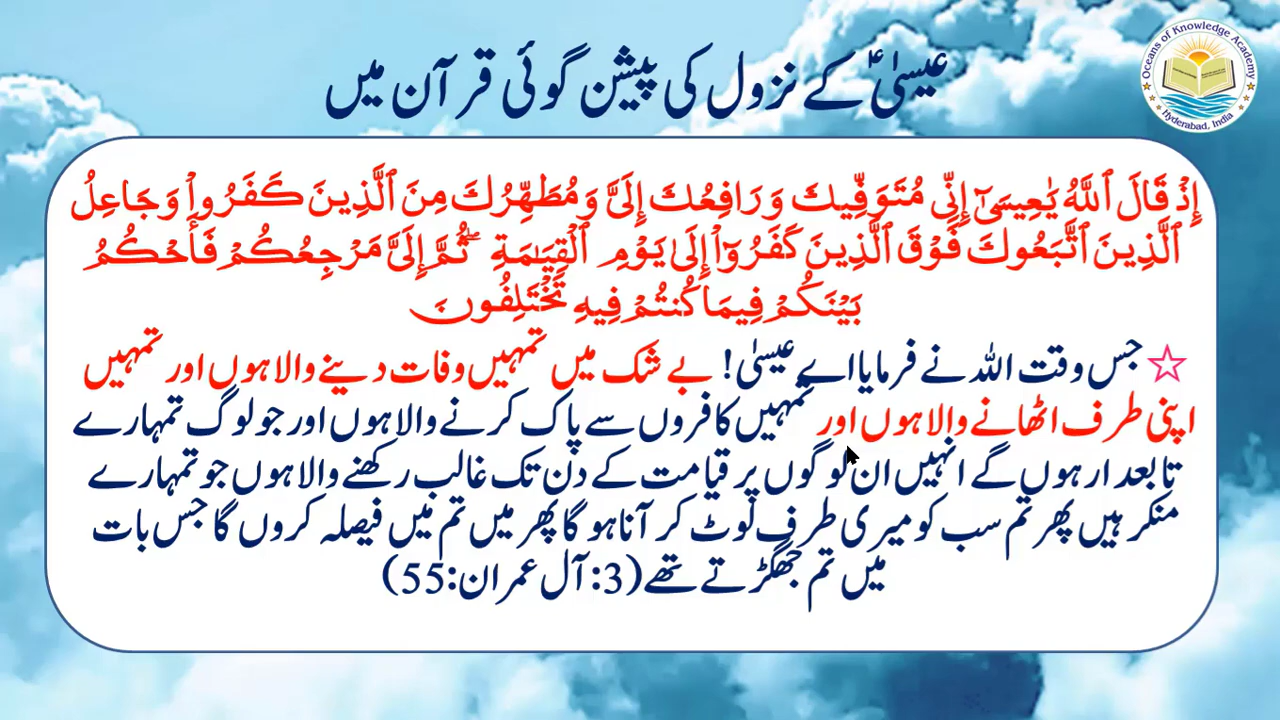 عیسیٰؑ کے نزول کی پیشن گوئی قرآن میں
Oceans of Knowledge Academy
Hyderabad, India
إِذْ قَالَ ٱللَّهُ يَٰعِيسَىٰٓ إِنِّى مُتَوَفِّيكَ وَرَافِعُكَ إِلَىَّ وَمُطَهِّرُكَ مِنَ ٱلَّذِينَ كَفَرُوا۟ وَجَاعِلُ
ٱلَّذِينَ ٱتَّبَعُوكَ فَوْقَ ٱلَّذِينَ كَفَرُوٓا۟ إِلَىٰ يَوْمِ ٱلْقِيَٰمَةِ ۖ ثُمَّ إِلَىَّ مَرْجِعُكُمْ فَأَحْكُمُ
بَيْنَكُمْ فِيمَا كُنتُمْ فِيهِ تَخْتَلِفُونَ
☆ جس وقت اللہ نے فرمایا اے عیسیٰ! بے شک میں تمہیں وفات دینے والا ہوں اور تمہیں
اپنی طرف اٹھانے والا ہوں اور تمہیں کافروں سے پاک کرنے والا ہوں اور جو لوگ تمہارے
تابعدار ہوں گے انہیں ان لوگوں پر قیامت کے دن تک غالب رکھنے والا ہوں جو تمہارے
منکر ہیں پھر تم سب کو میری طرف لوٹ کر آنا ہو گا پھر میں تم میں فیصلہ کروں گا جس بات
میں تم جھگڑتے تھے (3: آل عمران:55)